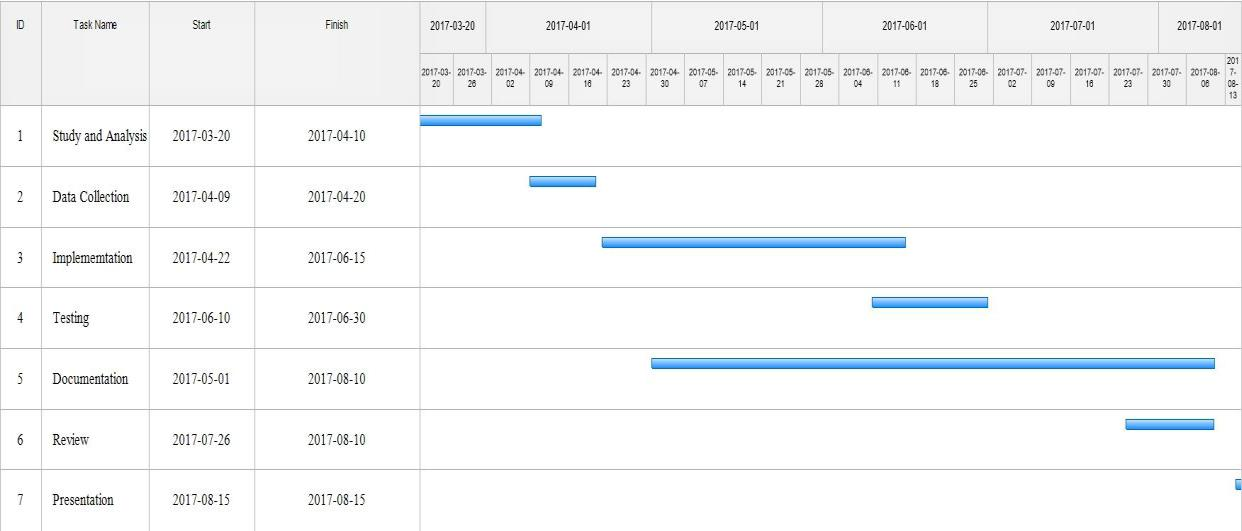 ID Task Name Start Finish 2017-03-20 2017-04-01 2017-05-01 2017-06-01 2017-07-01 2017-08-01
2017-03-20 2017-03-26 2017-04-02 2017-04-09 2017-04-16 2017-04-23 2017-04-30 2017-05-07 2017-05-14 2017-05-21 2017-05-28 2017-06-04 2017-06-11 2017-06-18 2017-06-25 2017-07-02 2017-07-09 2017-07-16 2017-07-23 2017-07-30 2017-08-06 2017-08-13
1 Study and Analysis 2017-03-20 2017-04-10
2 Data Collection 2017-04-09 2017-04-20
3 Implememtation 2017-04-22 2017-06-15
4 Testing 2017-06-10 2017-06-30
5 Documentation 2017-05-01 2017-08-10
6 Review 2017-07-26 2017-08-10
7 Presentation 2017-08-15 2017-08-15